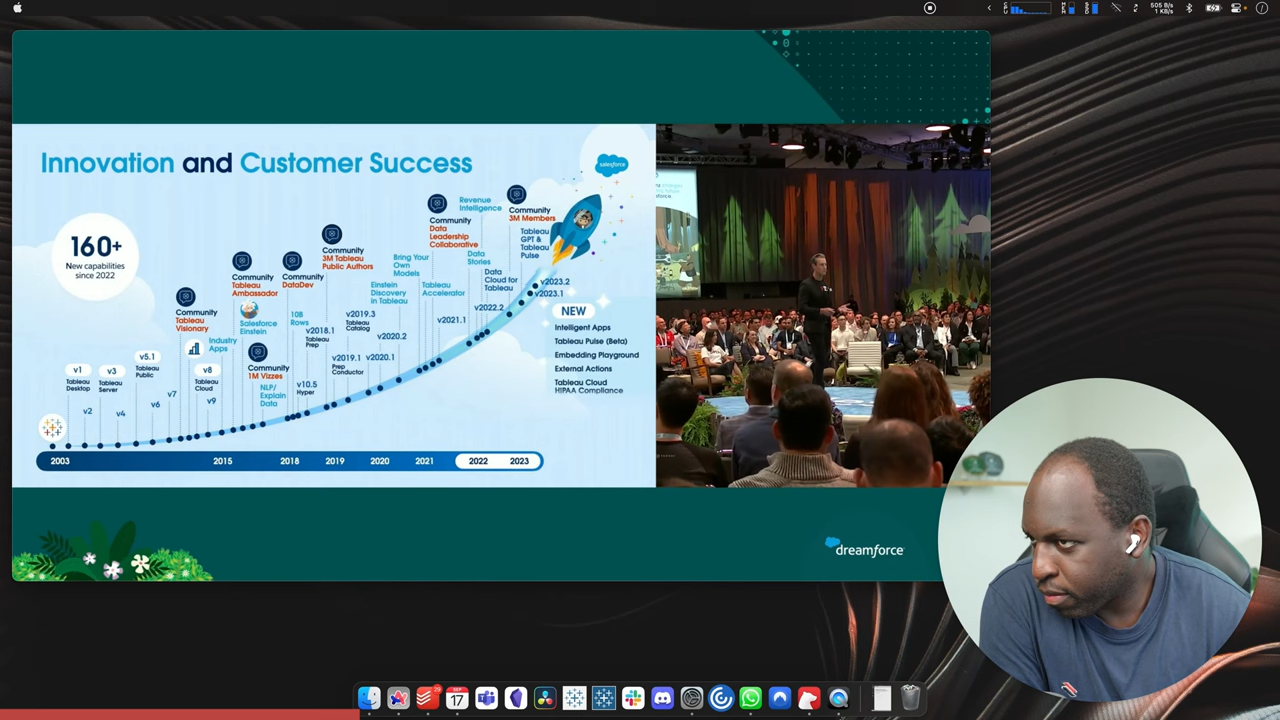 505 B/s
1 KB/s
Innovation and Customer Success
salesforce
160+
New capabilities
since 2022
Community
Tableau
Visionary
Community
Tableau
Ambassador
Community
DataDev
Community
3M Tableau
Public Authors
Community
Data
Leadership
Collaborative
Revenue
Intelligence
Community
3M Members
Tableau
GPT &
Tableau
Pulse
Bring Your
Own
Models
Data
Stories
Data
Cloud for
Tableau
Einstein
Discovery
in Tableau
Tableau
Accelerator
Salesforce
Einstein
10B
Rows
Industry
Apps
Community
1M Vizzes
NLP/
Explain
Data
v1
Tableau
Desktop
v2
v3
Tableau
Server
v4
v5.1
Tableau
Public
v6
v7
v8
Tableau
Cloud
v9
v10.5
Hyper
v2018.1
Tableau
Prep
v2019.1
Prep
Conductor
v2019.3
Tableau
Catalog
v2020.1
v2020.2
v2021.1
v2022.2
v2023.1
v2023.2
NEW
Intelligent Apps
Tableau Pulse (Beta)
Embedding Playground
External Actions
Tableau Cloud
HIPAA Compliance
2003
2015
2018
2019
2020
2021
2022
2023
dreamforce
SEP
17